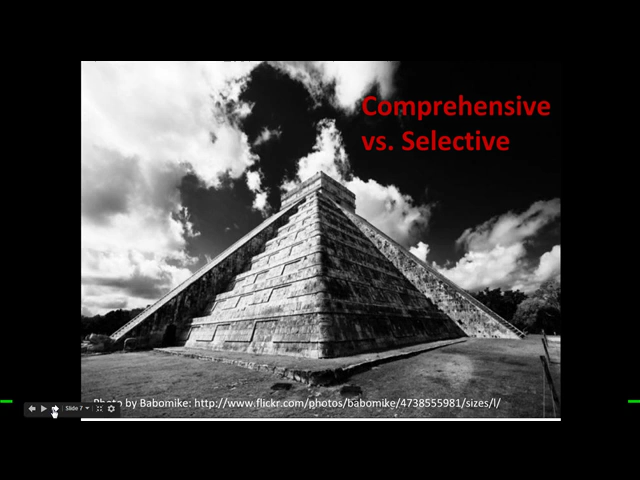 Comprehensive
vs. Selective
Photo by Babomike: http://www.flickr.com/photos/babomike/4738555981/sizes/l/
Slide 7